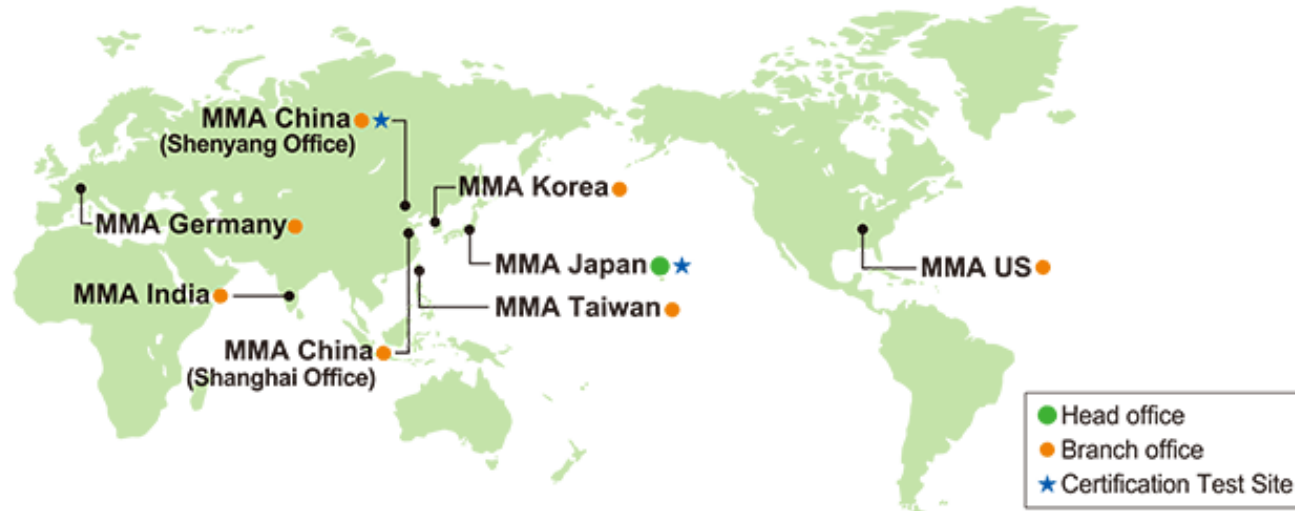 MMA China
(Shenyang Office)
MMA Korea
MMA Germany
MMA Japan
MMA US
MMA India
MMA Taiwan
MMA China
(Shanghai Office)
Head office
Branch office
Certification Test Site